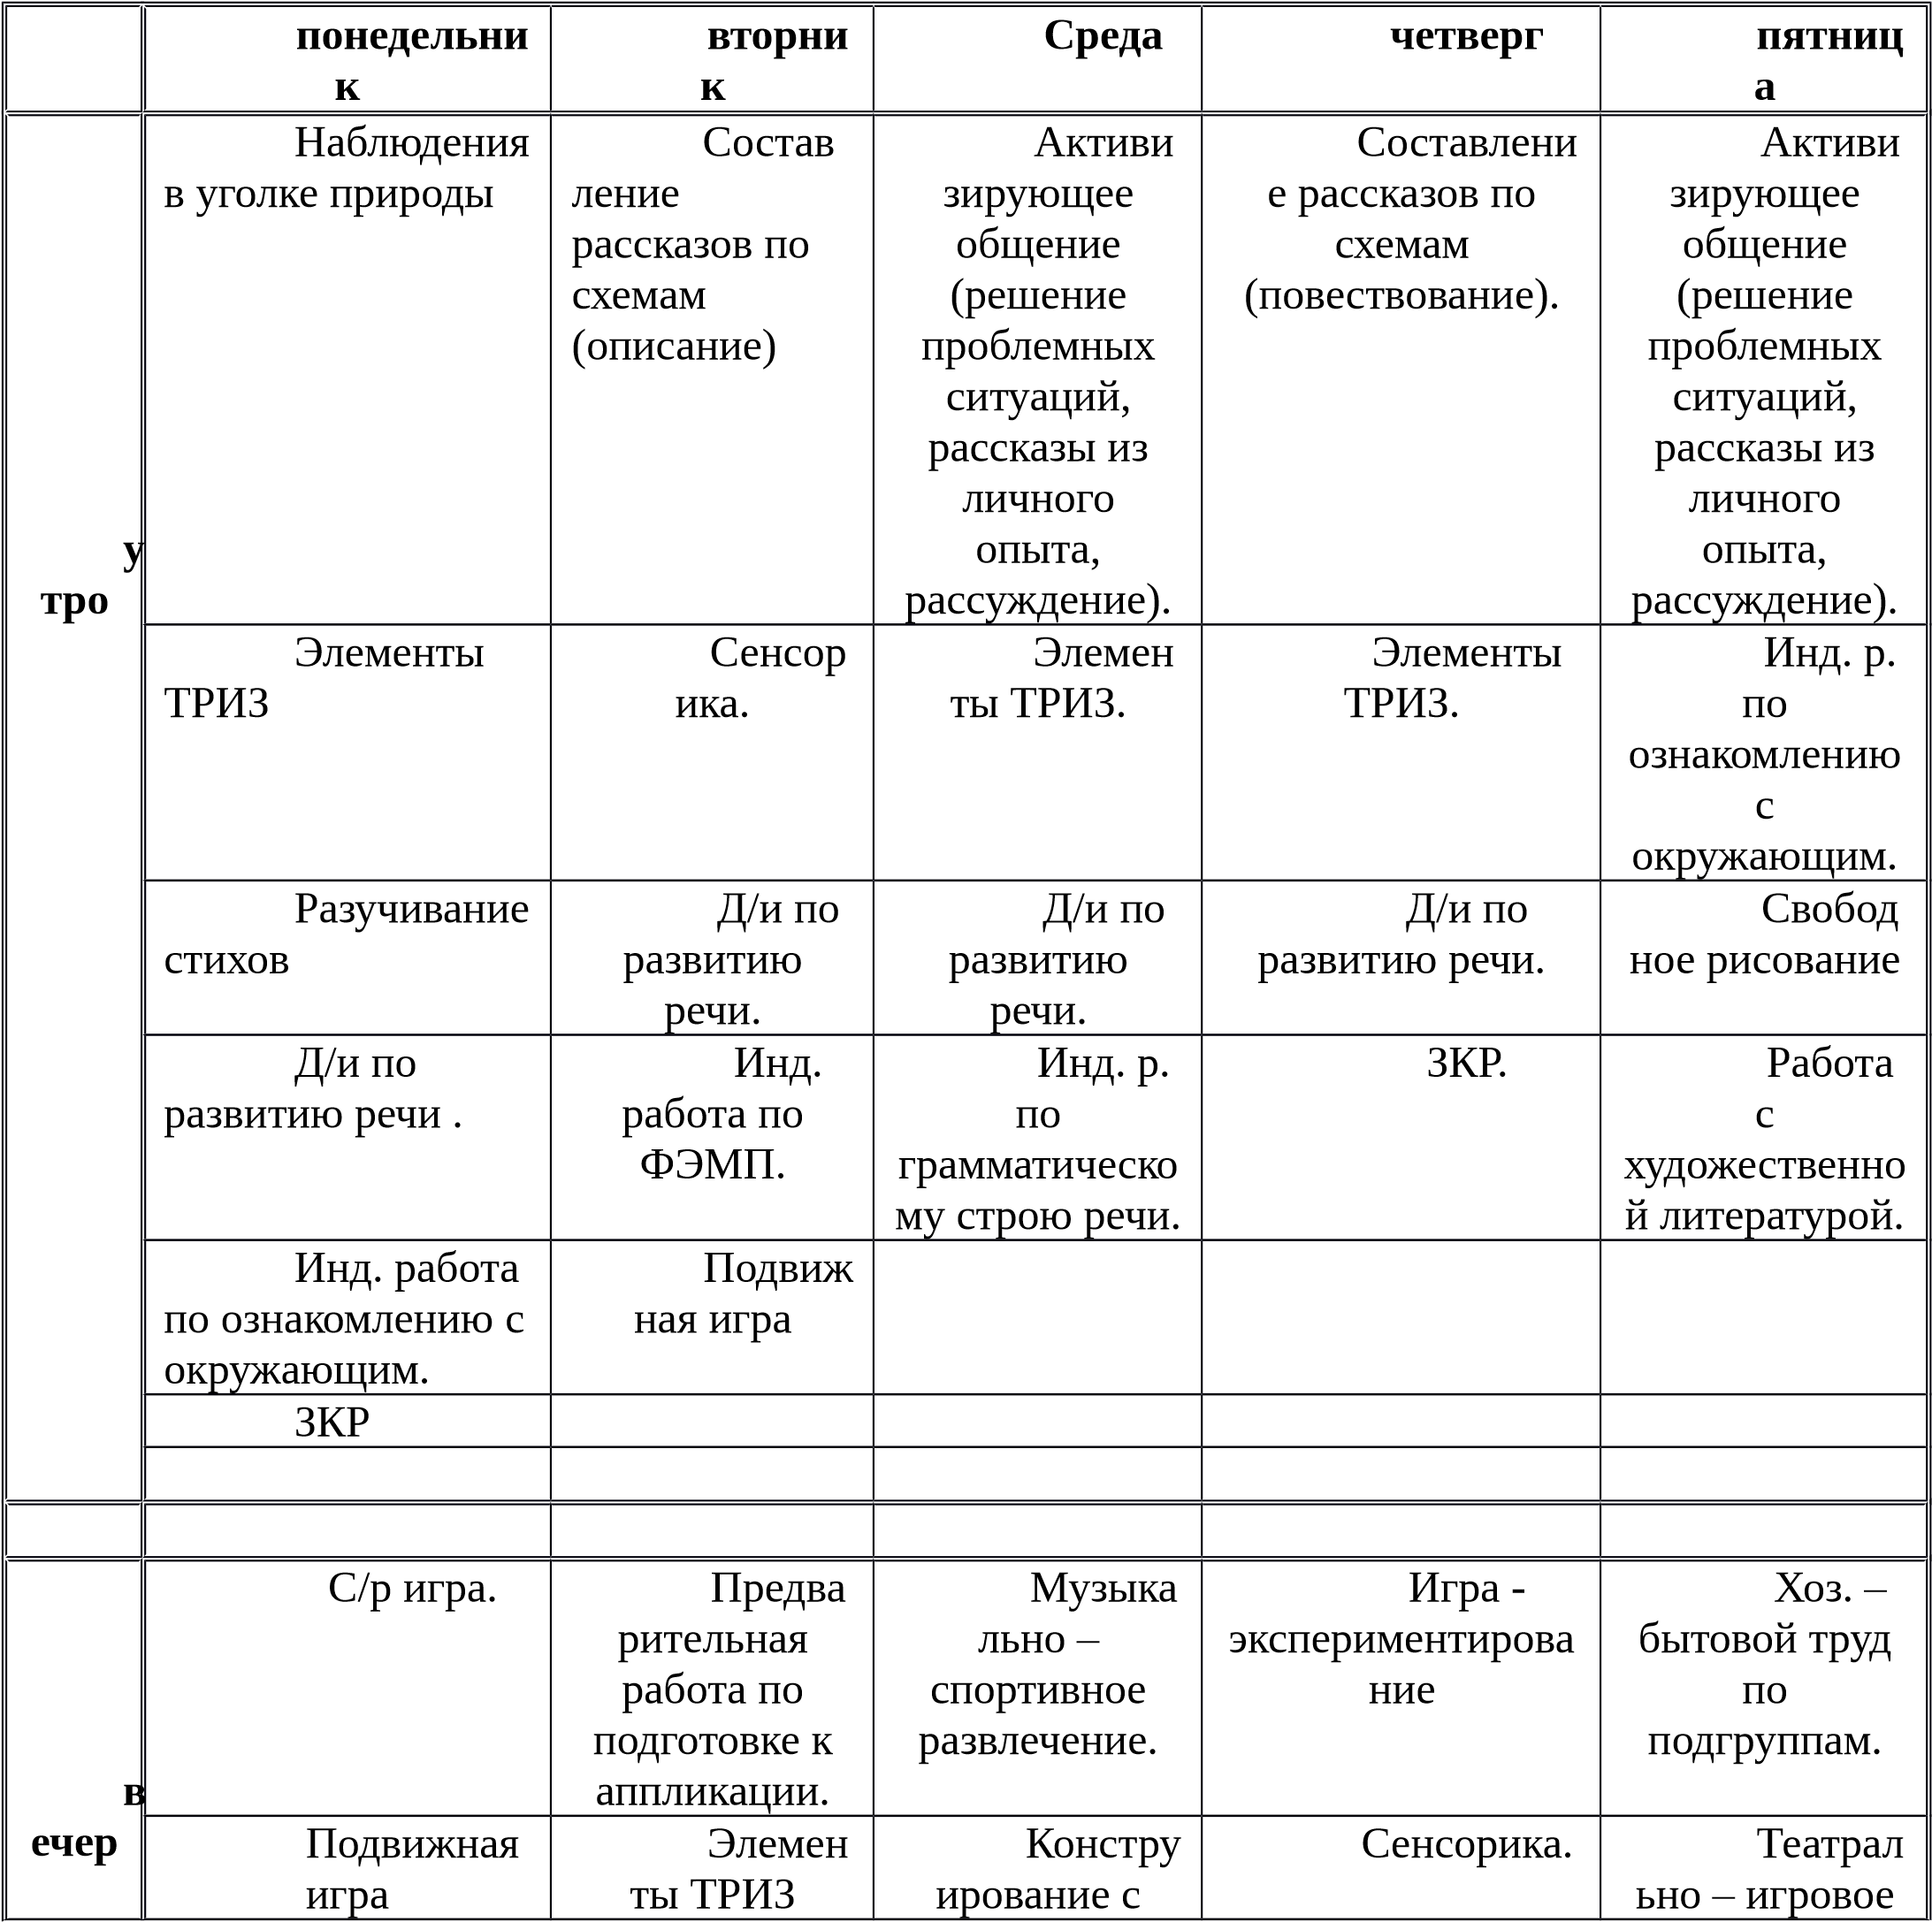 понедельни
к
вторни
к
Среда
четверг
пятниц
а
у
тро
Наблюдения
в уголке природы
Состав
ление
рассказов по
схемам
(описание)
Активи
зирующее
общение
(решение
проблемных
ситуаций,
рассказы из
личного
опыта,
рассуждение).
Составлени
е рассказов по
схемам
(повествование).
Активи
зирующее
общение
(решение
проблемных
ситуаций,
рассказы из
личного
опыта,
рассуждение).
Элементы
ТРИЗ
Сенсор
ика.
Элемен
ты ТРИЗ.
Элементы
ТРИЗ.
Инд. р.
по
ознакомлению
с
окружающим.
Разучивание
стихов
Д/и по
развитию
речи.
Д/и по
развитию
речи.
Д/и по
развитию речи.
Свобод
ное рисование
Д/и по
развитию речи .
Инд.
работа по
ФЭМП.
Инд. р.
по
грамматическо
му строю речи.
ЗКР.
Работа
с
художественно
й литературой.
Инд. работа
по ознакомлению с
окружающим.
Подвиж
ная игра
ЗКР
в
ечер
С/р игра.
Предва
рительная
работа по
подготовке к
аппликации.
Музыка
льно –
спортивное
развлечение.
Игра -
экспериментирова
ние
Хоз. –
бытовой труд
по
подгруппам.
Подвижная
игра
Элемен
ты ТРИЗ
Констру
ирование с
Сенсорика.
Театрал
ьно – игровое